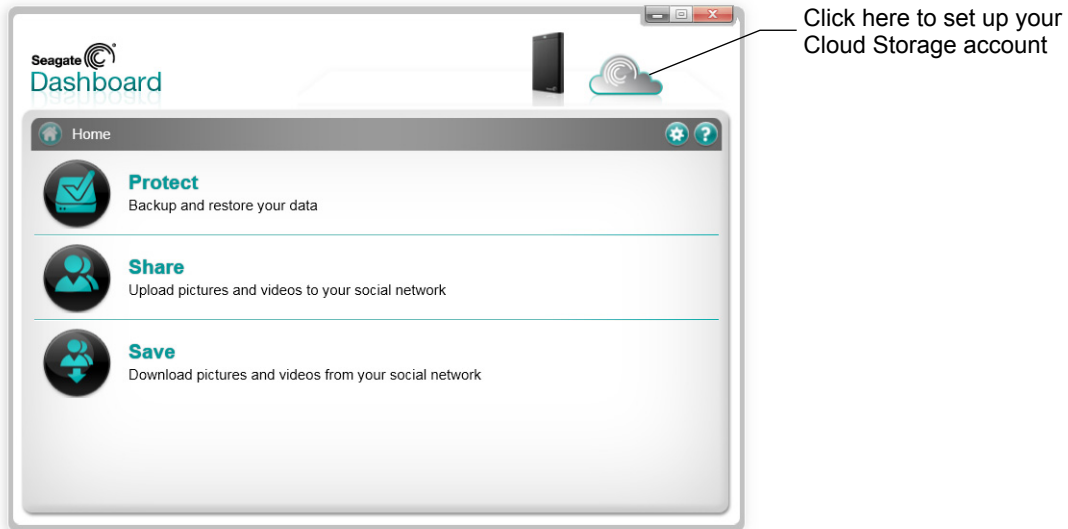 Click here to set up your
Cloud Storage account
Seagate
Dashboard
Home
?
Protect
Backup and restore your data
Share
Upload pictures and videos to your social network
Save
Download pictures and videos from your social network